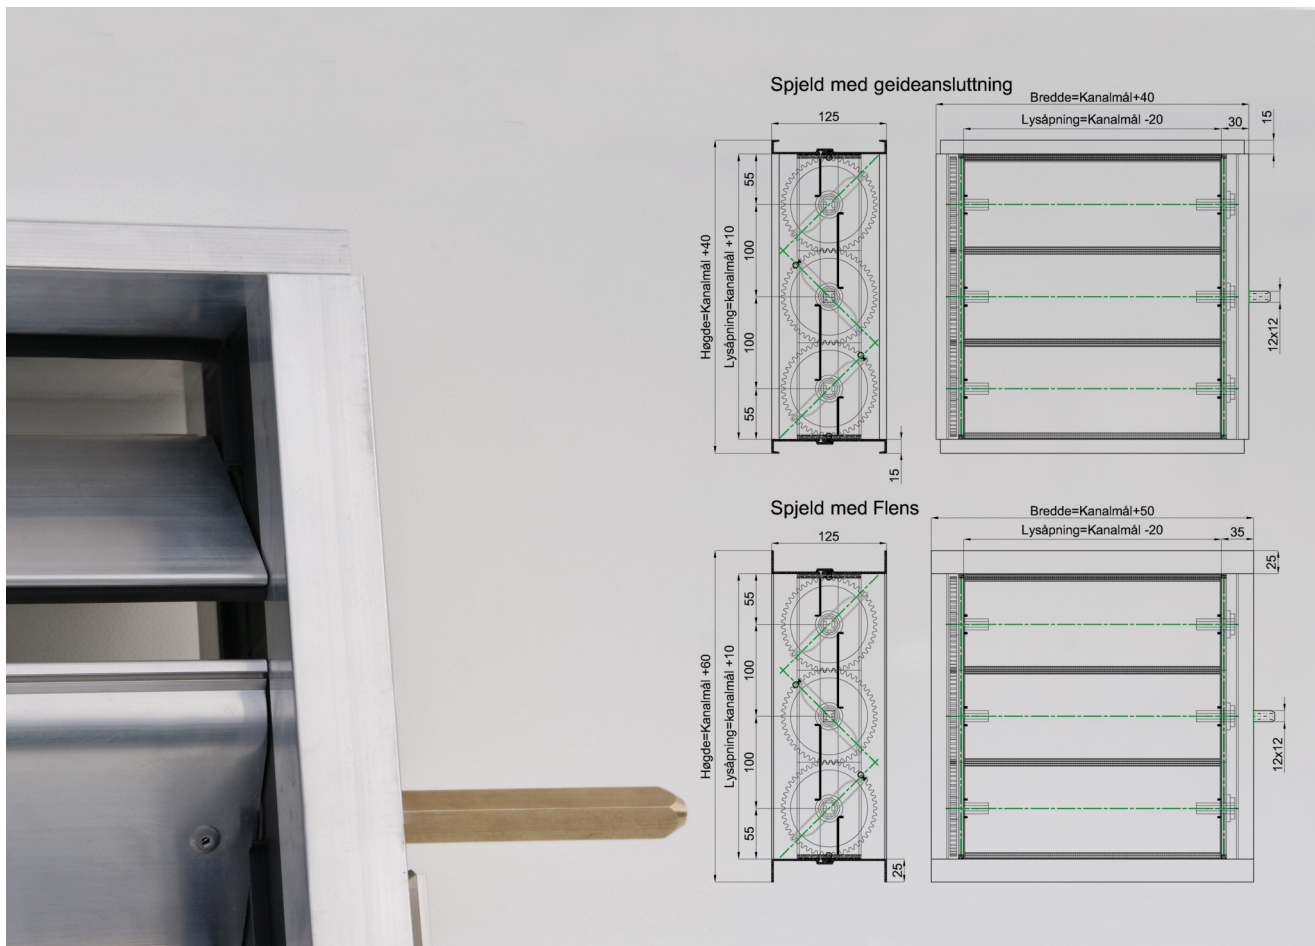 Spjeld med geideansluttning
Bredde=Kanalmål+40
125
Lysåpning=Kanalmål -20
30
15
Høgde=Kanalmål +40
Lysåpning=kanalmål +10
55
100
100
55
12x12
15
Spjeld med Flens
Bredde=Kanalmål+50
125
Lysåpning=Kanalmål -20
35
25
Høgde=Kanalmål +60
Lysåpning=kanalmål +10
55
100
100
55
12x12
25